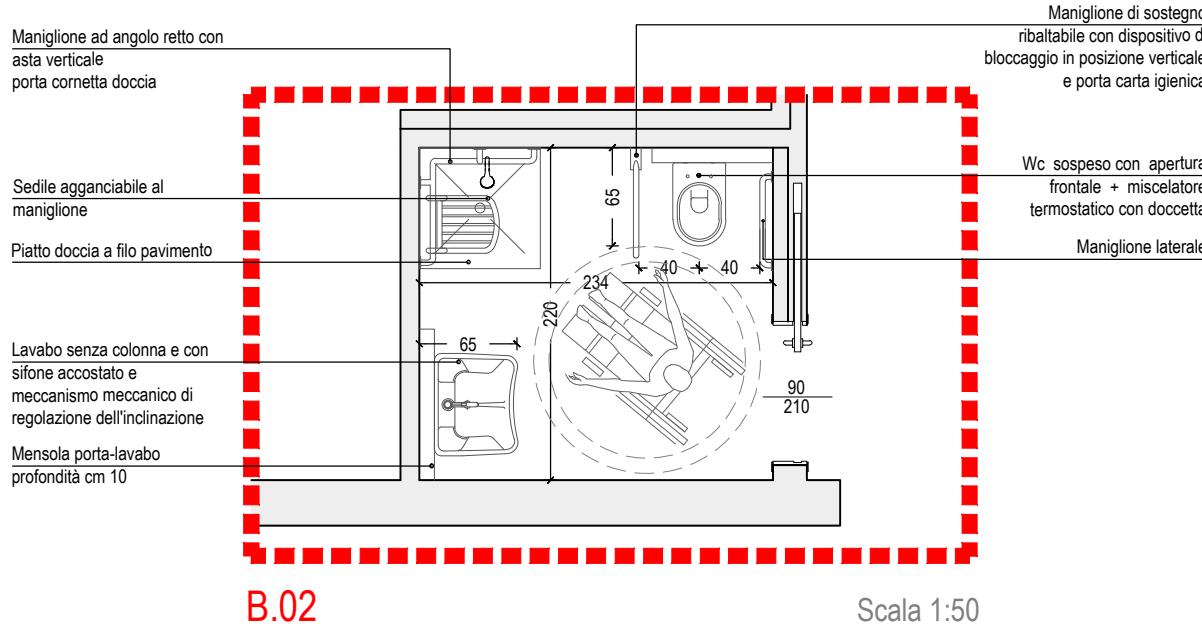 Maniglione ad angolo retto con
asta verticale
porta cornetta doccia
Sedile agganciabile al
maniglione
Piatto doccia a filo pavimento
Lavabo senza colonna e con
sifone accostato e
meccanismo meccanico di
regolazione dell'inclinazione
Mensola porta-lavabo
profondità cm 10
Maniglione di sostegno
ribaltabile con dispositivo d
bloccaggio in posizione verticale
e porta carta igienica
Wc sospeso con apertura
frontale + miscelatore
termostatico con doccetta
Maniglione laterale
65
40
40
234
220
65
90
210
B.02
Scala 1:50